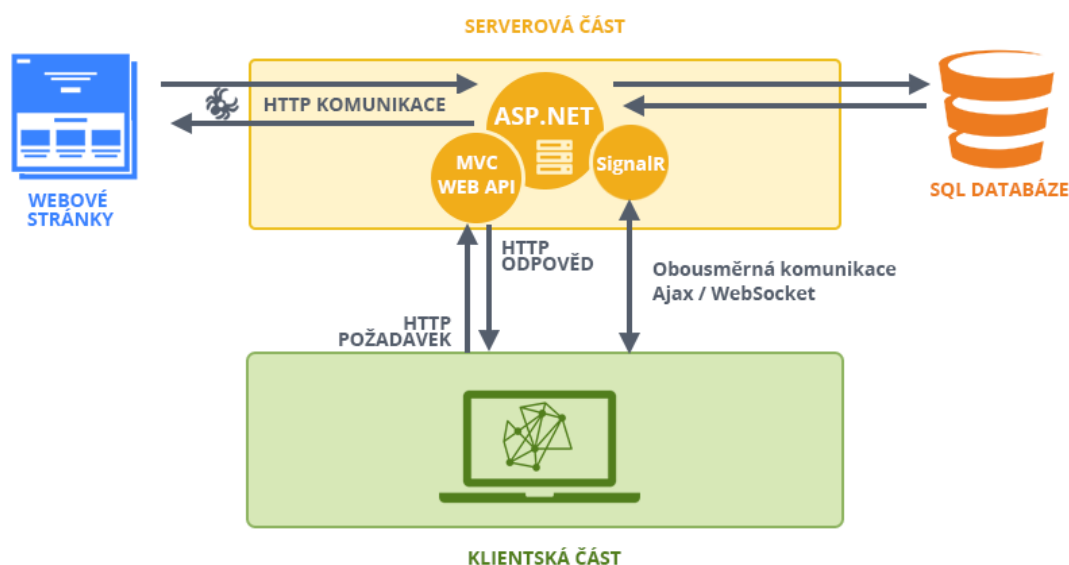 SERVEROVÁ ČÁST
HTTP KOMUNIKACE
ASP.NET
MVC
WEB API
SignalR
WEBOVÉ
STRÁNKY
SQL DATABÁZE
HTTP
ODPOVĚD
Obousměrná komunikace
Ajax / WebSocket
HTTP
POŽADAVEK
KLIENTSKÁ ČÁST